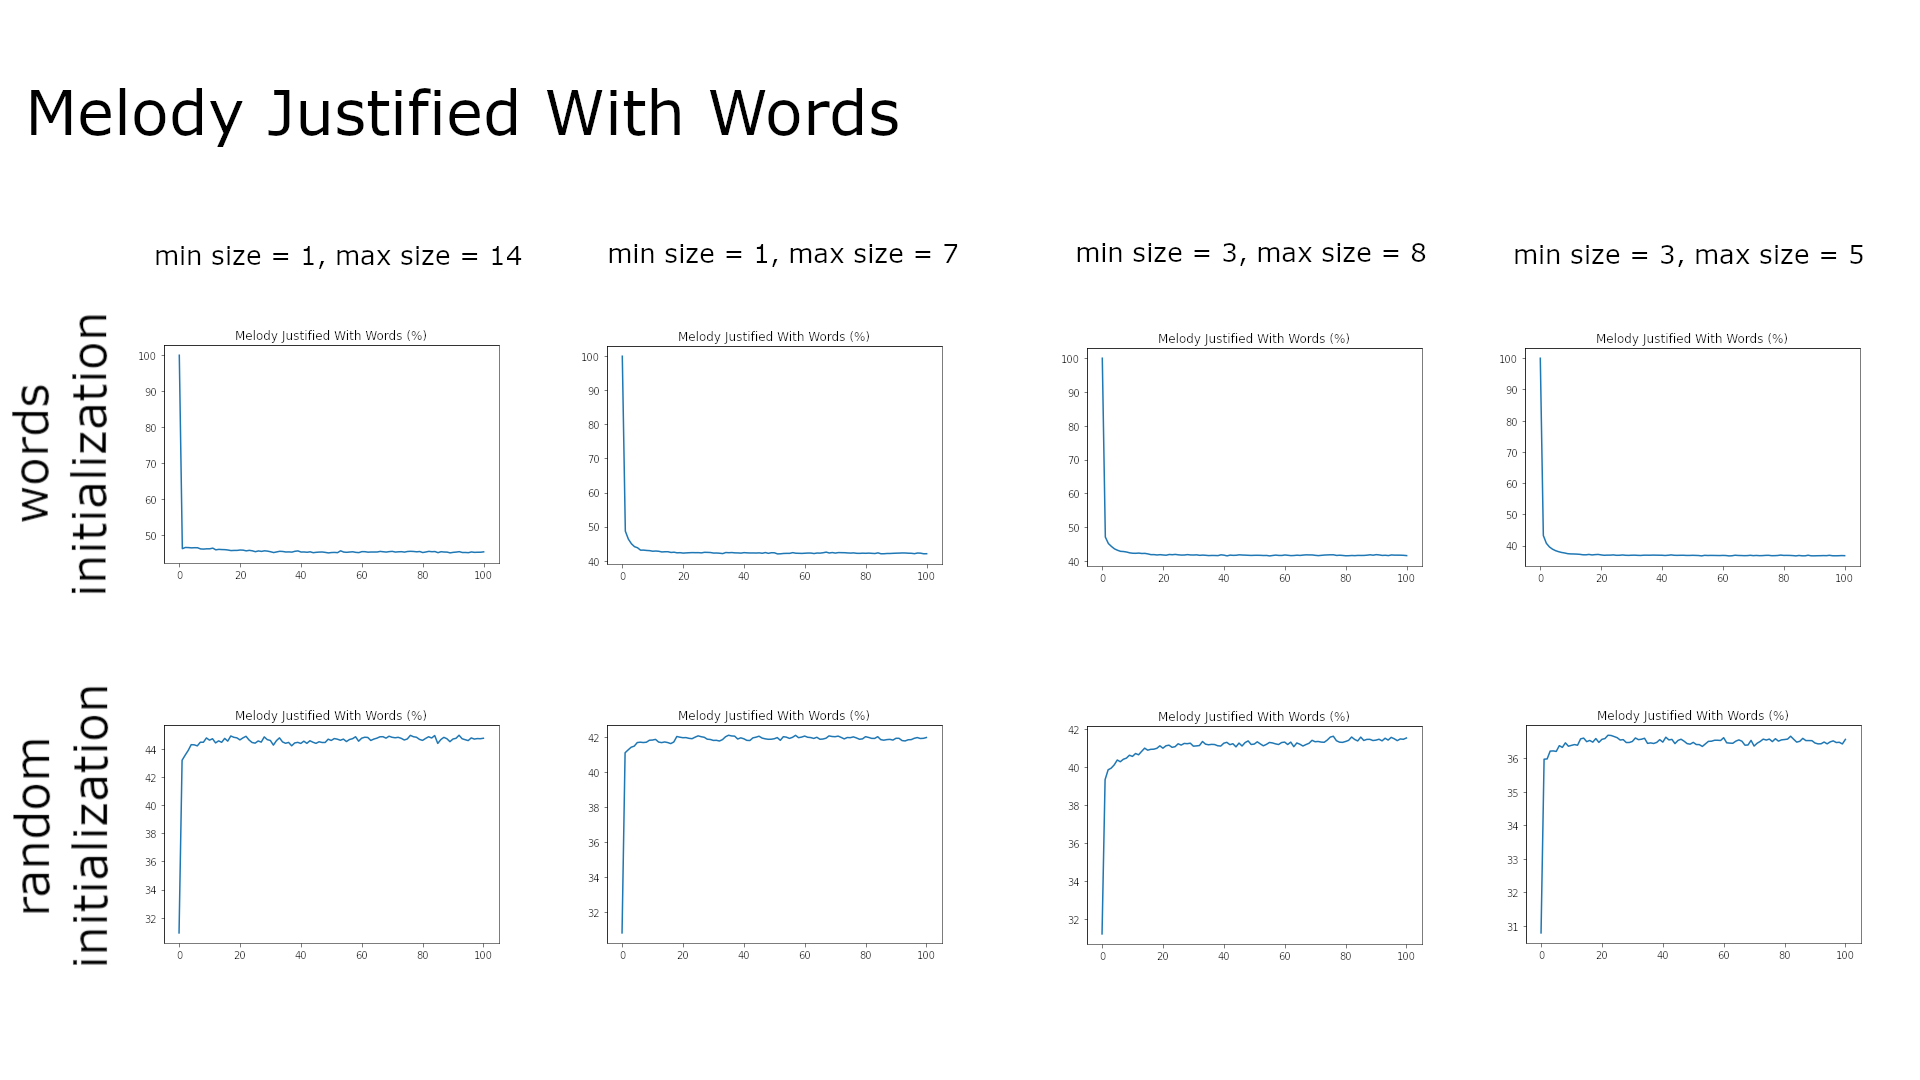 Melody Justified With Words
min size = 1, max size = 14
min size = 1, max size = 7
min size = 3, max size = 8
min size = 3, max size = 5
words
initialization
Melody Justified With Words (%)
100
90
80
70
60
50
0 20 40 60 80 100
Melody Justified With Words (%)
100
90
80
70
60
50
40
0 20 40 60 80 100
Melody Justified With Words (%)
100
90
80
70
60
50
40
0 20 40 60 80 100
Melody Justified With Words (%)
100
90
80
70
60
50
40
0 20 40 60 80 100
random
initialization
Melody Justified With Words (%)
44
42
40
38
36
34
32
0 20 40 60 80 100
Melody Justified With Words (%)
42
40
38
36
34
32
0 20 40 60 80 100
Melody Justified With Words (%)
42
40
38
36
34
32
0 20 40 60 80 100
Melody Justified With Words (%)
36
35
34
33
32
31
0 20 40 60 80 100